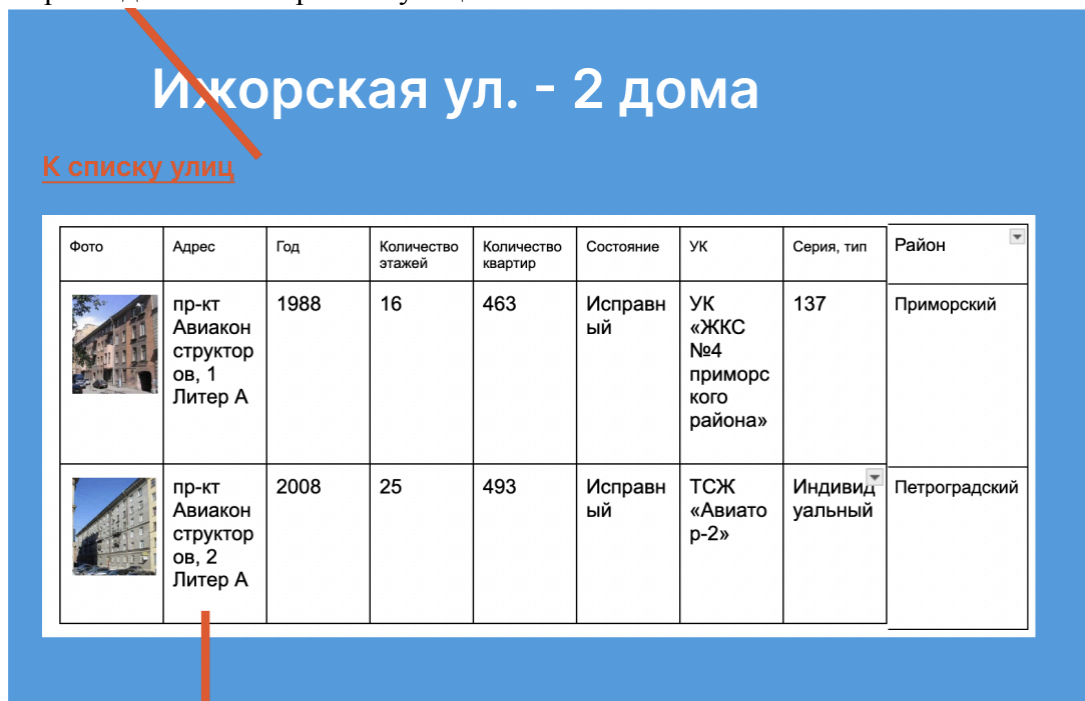 Ижорская ул. - 2 дома
К списку улиц
Фото
Адрес
Год
Количество
этажей
Количество
квартир
Состояние
УК
Серия, тип
Район
пр-кт
Авиакон
структор
ов, 1
Литер А
1988
16
463
Исправн
ый
УК
«ЖКС
№4
приморс
кого
района»
137
Приморский
пр-кт
Авиакон
структор
ов, 2
Литер А
2008
25
493
Исправн
ый
ТСЖ
«Авиато
р-2»
Индивид
уальный
Петроградский